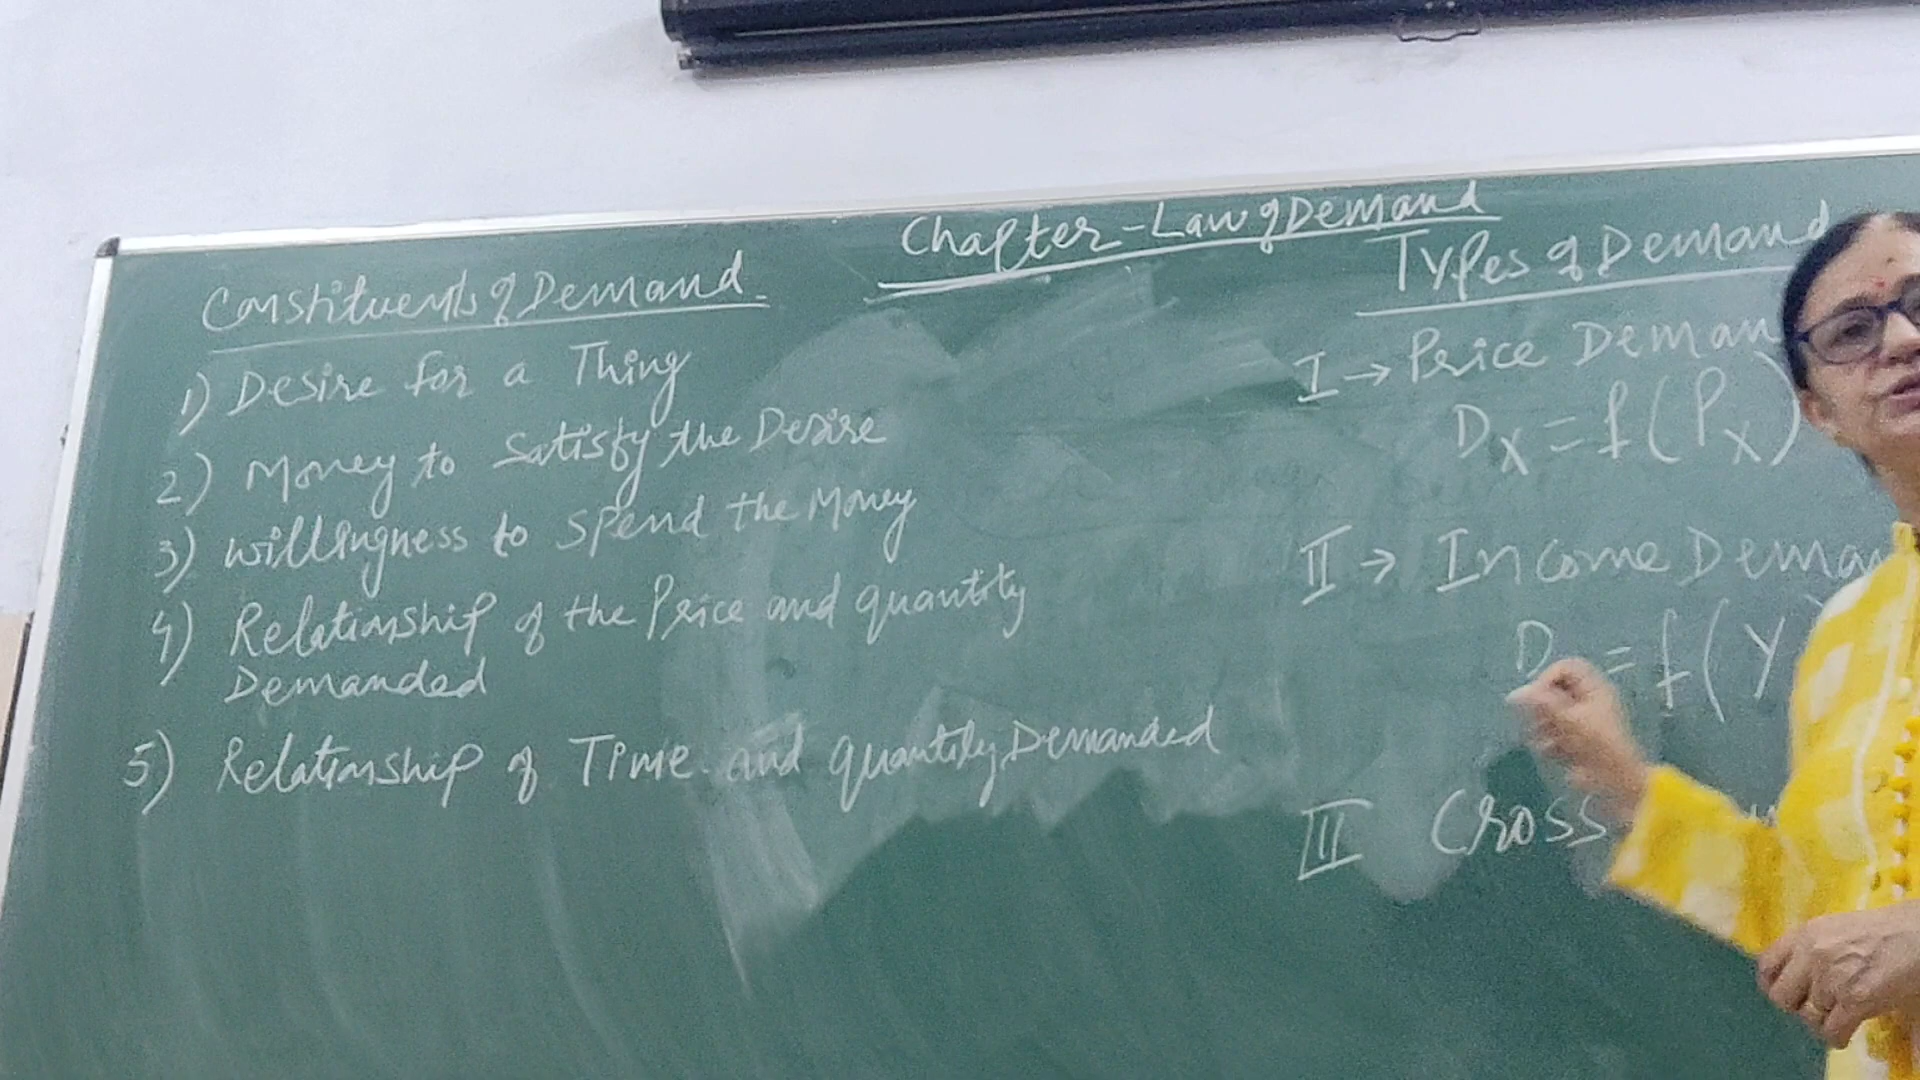 Chapter - Law of Demand
Constituents of Demand
1) Desire for a Thing
2) Money to Satisfy the Desire
3) Willingness to Spend the Money
4) Relationship of the Price and quantity
Demanded
5) Relationship of Time and quantity Demanded
Types of Demand
I → Price Deman
Dx = f(Px)
II → Income Deman
D = f(Y
III Cross